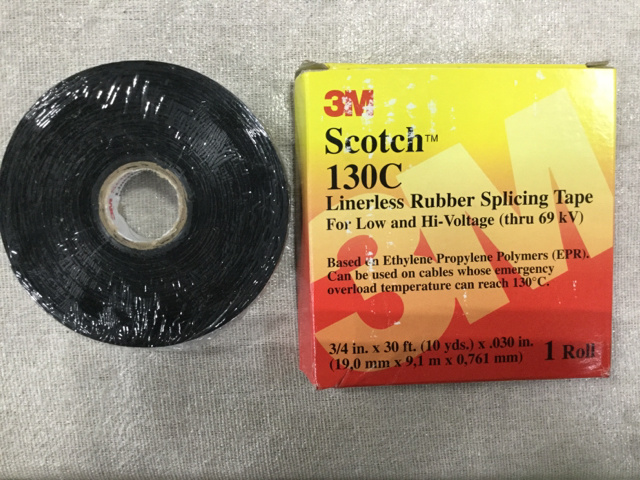 3M
Scotch™
130C
Linerless Rubber Splicing Tape
For Low and Hi-Voltage (thru 69 kV)
Based on Ethylene Propylene Polymers (EPR).
Can be used on cables whose emergency
overload temperature can reach 130°C.
3M
3/4 in. x 30 ft. (10 yds.) x .030 in.
(19,0 mm x 9,1 m x 0,761 mm)
1 Roll